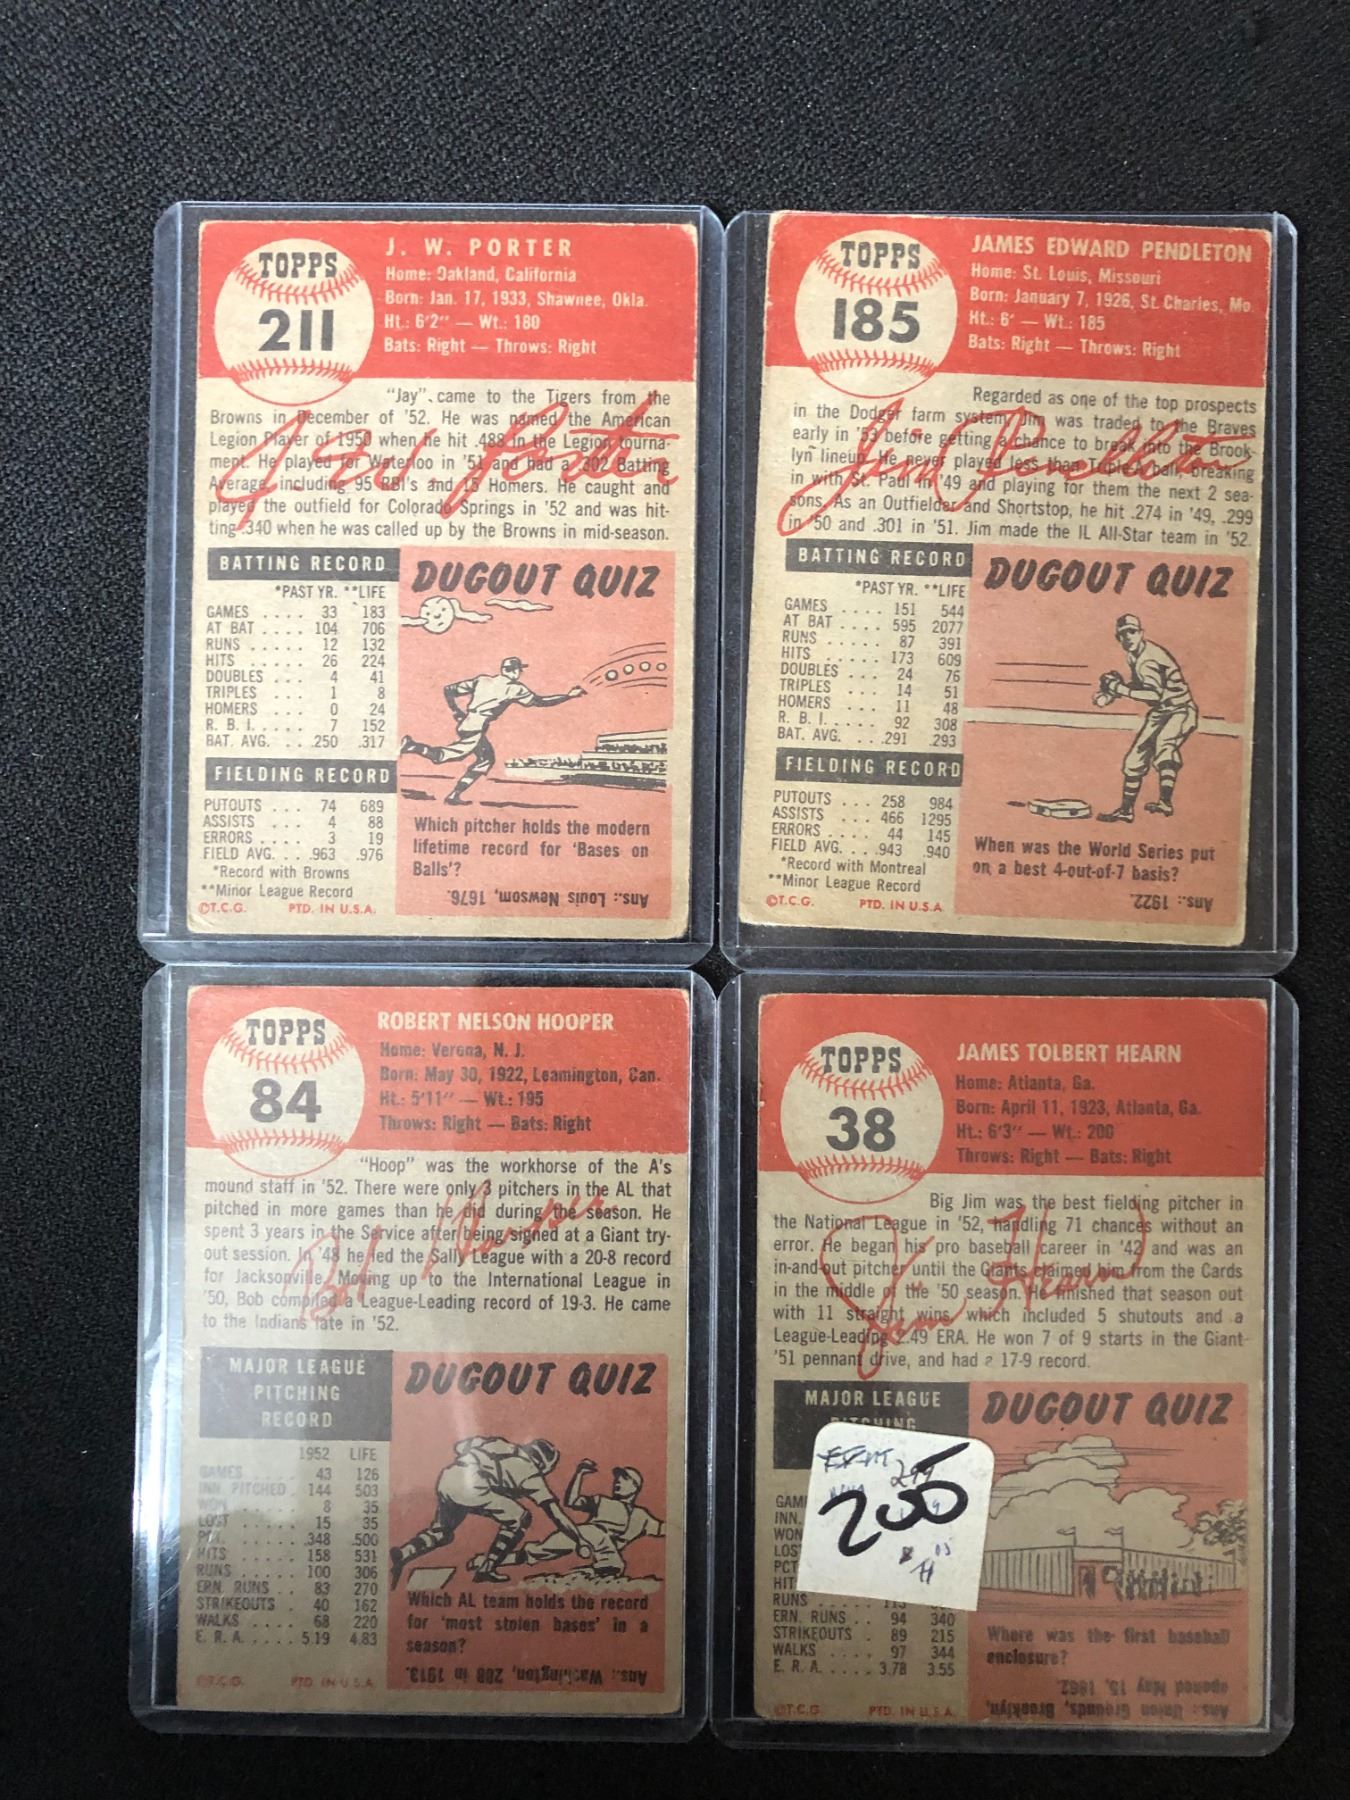 TOPPS
211
J. W. PORTER
Home: Oakland, California
Born: Jan. 17, 1933, Shawnee, Okla.
Ht.: 6'2" — Wt.: 180
Bats: Right — Throws: Right
"Jay" came to the Tigers from the
Browns in December of '52. He was named the American
Legion Player of 1950 when he hit .488 in the Legion tourna-
ment. He played for Waterloo in '51 and had a .302 Batting
Average, including 95 RBI's and 15 Homers. He caught and
played the outfield for Colorado Springs in '52 and was hit-
ting .340 when he was called up by the Browns in mid-season.
J. W. Porter
BATTING RECORD
*PAST YR. **LIFE
GAMES .... 33 183
AT BAT .... 104 706
RUNS ..... 12 132
HITS ..... 26 224
DOUBLES ... 4 41
TRIPLES ... 1 8
HOMERS ... 0 24
R. B. I. .... 7 152
BAT. AVG. .. .250 .317
FIELDING RECORD
PUTOUTS ... 74 689
ASSISTS .... 4 88
ERRORS .... 3 19
FIELD AVG. .. .963 .976
*Record with Browns
**Minor League Record
©T.C.G. PTD. IN U.S.A.
DUGOUT QUIZ
Which pitcher holds the modern
lifetime record for 'Bases on
Balls'?
Ans.: Louis Newsom, 1676.
TOPPS
185
JAMES EDWARD PENDLETON
Home: St. Louis, Missouri
Born: January 7, 1926, St. Charles, Mo.
Ht.: 6' — Wt.: 185
Bats: Right — Throws: Right
Regarded as one of the top prospects
in the Dodger farm system, Jim was traded to the Braves
early in '53 before getting a chance to break into the Brook-
lyn lineup. He never played less than Triple-A ball, breaking
in with St. Paul in '49 and playing for them the next 2 sea-
sons. As an Outfielder and Shortstop, he hit .274 in '49, .299
in '50 and .301 in '51. Jim made the IL All-Star team in '52.
Jim Pendleton
BATTING RECORD
*PAST YR. **LIFE
GAMES .... 151 544
AT BAT .... 595 2077
RUNS ..... 87 391
HITS ..... 173 609
DOUBLES ... 24 76
TRIPLES ... 14 51
HOMERS ... 11 48
R. B. I. .... 92 308
BAT. AVG. .. .291 .293
FIELDING RECORD
PUTOUTS ... 258 984
ASSISTS .... 466 1295
ERRORS .... 44 145
FIELD AVG. .. .943 .940
*Record with Montreal
**Minor League Record
©T.C.G. PTD. IN U.S.A.
DUGOUT QUIZ
When was the World Series put
on a best 4-out-of-7 basis?
Ans.: 1922.
TOPPS
84
ROBERT NELSON HOOPER
Home: Verona, N. J.
Born: May 30, 1922, Leamington, Can.
Ht.: 5'11" — Wt.: 195
Throws: Right — Bats: Right
"Hoop" was the workhorse of the A's
mound staff in '52. There were only 3 pitchers in the AL that
pitched in more games than he did during the season. He
spent 3 years in the Service after being signed at a Giant try-
out session. In '48 he led the Sally League with a 20-8 record
for Jacksonville. Moving up to the International League in
'50, Bob compiled a League-Leading record of 19-3. He came
to the Indians late in '52.
Bob Hooper
MAJOR LEAGUE
PITCHING
RECORD
1952 LIFE
GAMES .... 43 126
INN. PITCHED . 144 503
WON ..... 8 35
LOST ..... 15 35
PCT. .... .348 .500
HITS ..... 158 531
RUNS ..... 100 306
ERN. RUNS .. 83 270
STRIKEOUTS . 40 162
WALKS .... 68 220
E. R. A. .... 5.19 4.83
©T.C.G. PTD. IN U.S.A.
DUGOUT QUIZ
Which AL team holds the record
for 'most stolen bases' in a
season?
Ans.: Washington, 288 in 1913.
TOPPS
38
JAMES TOLBERT HEARN
Home: Atlanta, Ga.
Born: April 11, 1923, Atlanta, Ga.
Ht.: 6'3" — Wt.: 200
Throws: Right — Bats: Right
Big Jim was the best fielding pitcher in
the National League in '52, handling 71 chances without an
error. He began his pro baseball career in '42 and was an
in-and-out pitcher until the Giants claimed him from the Cards
in the middle of the '50 season. He finished that season out
with 11 straight wins, which included 5 shutouts and a
League-Leading 2.49 ERA. He won 7 of 9 starts in the Giant
'51 pennant drive, and had a 17-9 record.
Jim Hearn
MAJOR LEAGUE
PITCHING
200
GAM
INN.
WON
LOS
PCT
HIT
RUNS
ERN. RUNS .. 94 340
STRIKEOUTS . 89 215
WALKS .... 97 344
E. R. A. .... 3.78 3.55
©T.C.G. PTD. IN U.S.A.
DUGOUT QUIZ
Where was the first baseball
enclosure?
Ans.: Union Grounds, Brooklyn,
opened May 15, 1862.